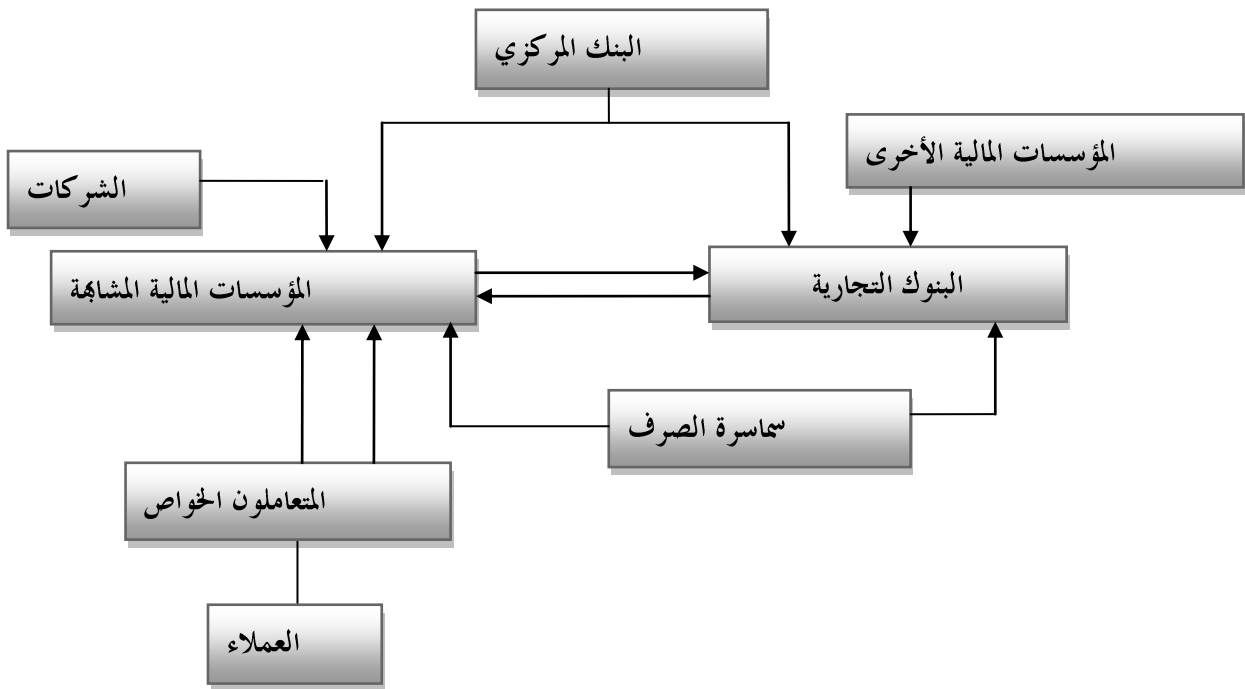 البنك المركزي
المؤسسات المالية الأخرى
الشركات
المؤسسات المالية المشابهة
البنوك التجارية
سماسرة الصرف
المتعاملون الخواص
العملاء